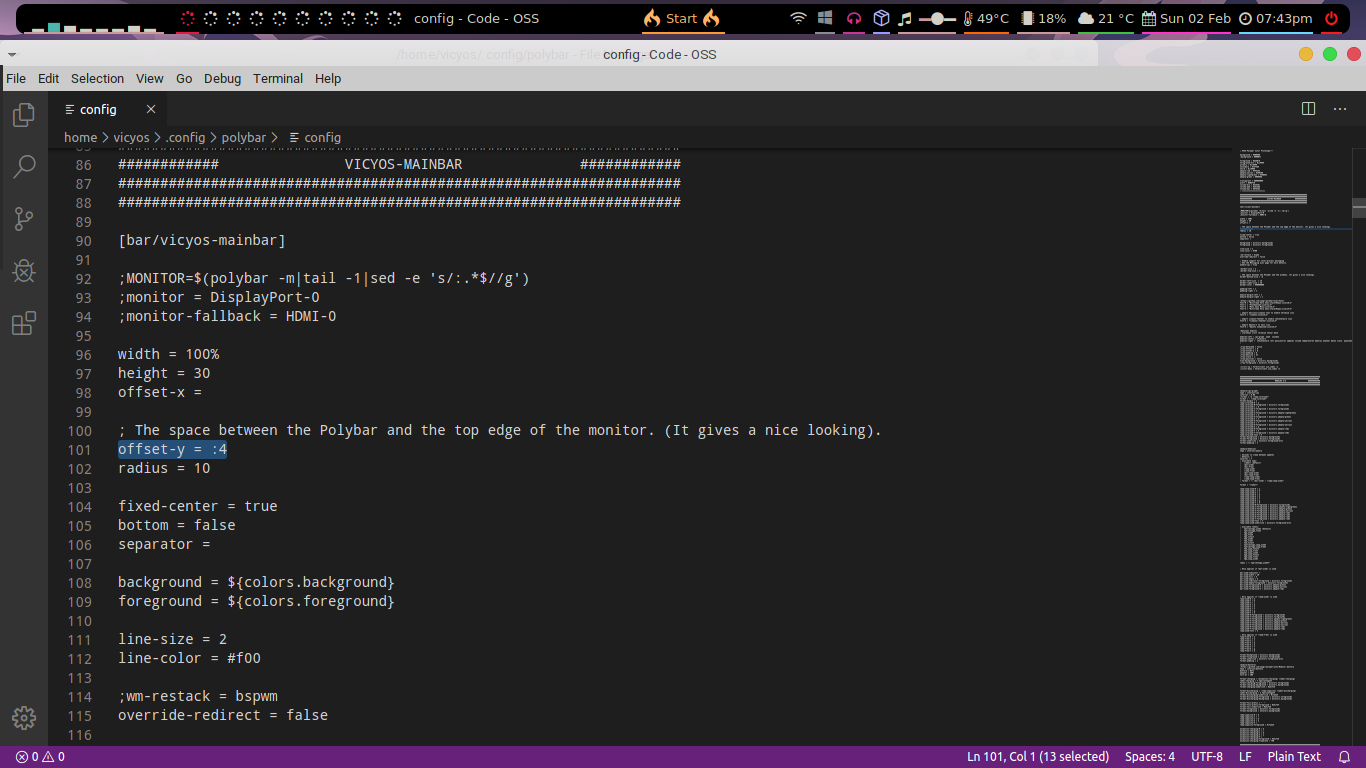 config - Code - OSS
Start
49°C
18%
21 °C
Sun 02 Feb
07:43pm
/home/vicyos/.config/polybar - File
config - Code - OSS
File Edit Selection View Go Debug Terminal Help
config
home > vicyos > .config > polybar > config
86 ############ VICYOS-MAINBAR ############
87 ###################################################################
88 ###################################################################
89
90 [bar/vicyos-mainbar]
91
92 ;MONITOR=$(polybar -m|tail -1|sed -e 's/:.*$//g')
93 ;monitor = DisplayPort-0
94 ;monitor-fallback = HDMI-0
95
96 width = 100%
97 height = 30
98 offset-x =
99
100 ; The space between the Polybar and the top edge of the monitor. (It gives a nice looking).
101 offset-y = :4
102 radius = 10
103
104 fixed-center = true
105 bottom = false
106 separator =
107
108 background = ${colors.background}
109 foreground = ${colors.foreground}
110
111 line-size = 2
112 line-color = #f00
113
114 ;wm-restack = bspwm
115 override-redirect = false
116
0 0
Ln 101, Col 1 (13 selected) Spaces: 4 UTF-8 LF Plain Text